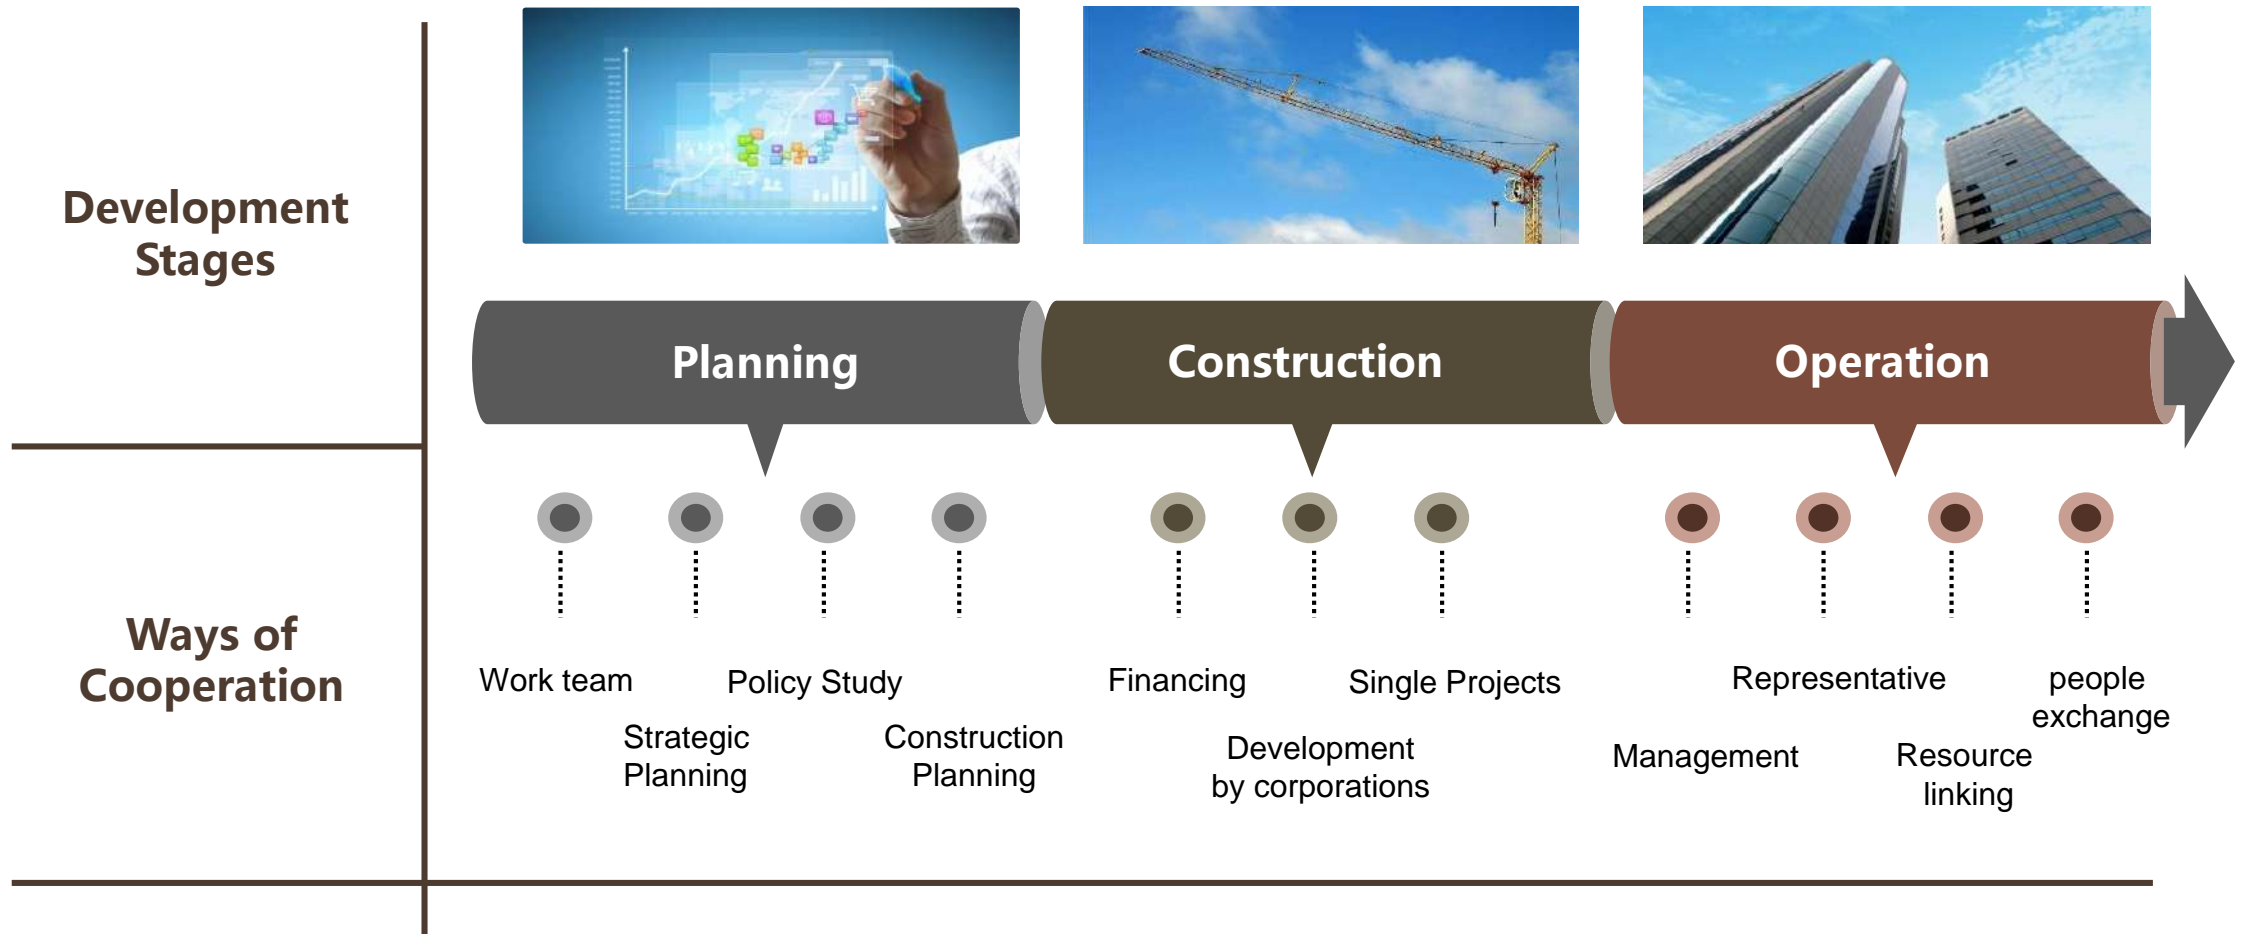 Development
Stages
Planning
Construction
Operation
Ways of
Cooperation
Work team
Strategic
Planning
Policy Study
Construction
Planning
Financing
Development
by corporations
Single Projects
Management
Representative
Resource
linking
people
exchange